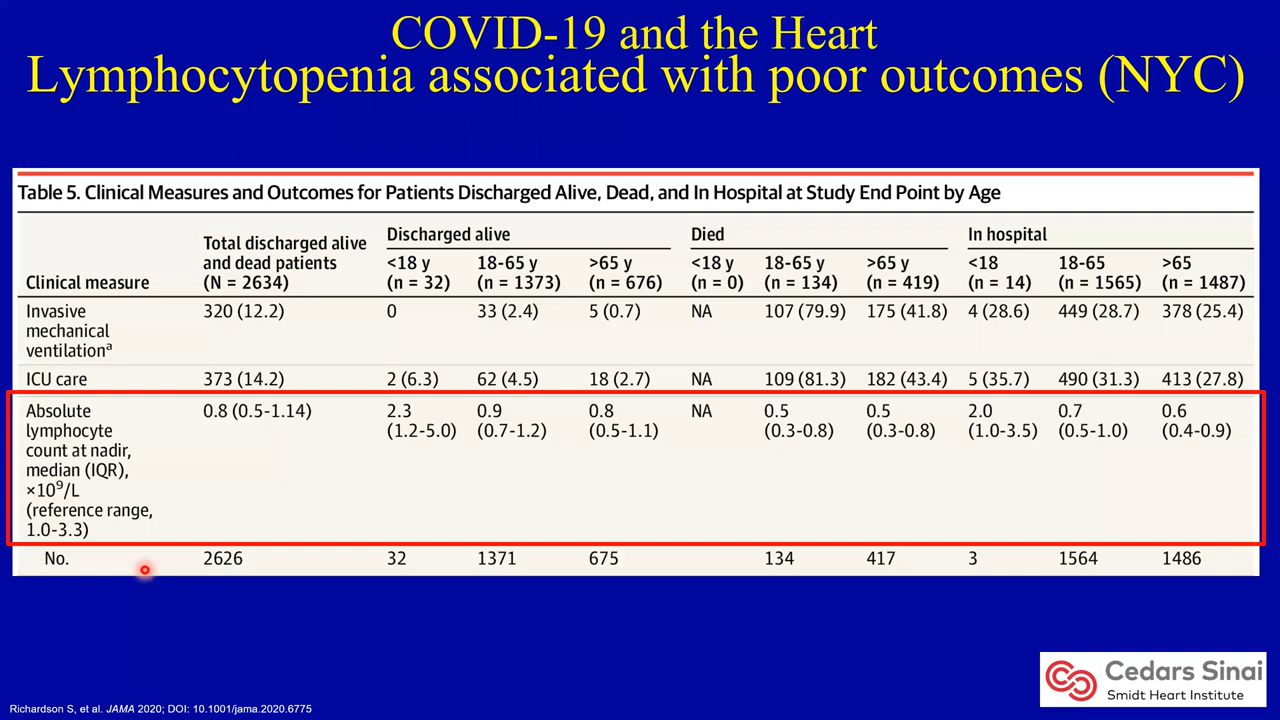 COVID-19 and the Heart
Lymphocytopenia associated with poor outcomes (NYC)
Table 5. Clinical Measures and Outcomes for Patients Discharged Alive, Dead, and In Hospital at Study End Point by Age
Clinical measure
Total discharged alive
and dead patients
(N = 2634)
Discharged alive
<18 y
(n = 32)
18-65 y
(n = 1373)
>65 y
(n = 676)
Died
<18 y
(n = 0)
18-65 y
(n = 134)
>65 y
(n = 419)
In hospital
<18
(n = 14)
18-65
(n = 1565)
>65
(n = 1487)
Invasive
mechanical
ventilationᵃ
320 (12.2)
0
33 (2.4)
5 (0.7)
NA
107 (79.9)
175 (41.8)
4 (28.6)
449 (28.7)
378 (25.4)
ICU care
373 (14.2)
2 (6.3)
62 (4.5)
18 (2.7)
NA
109 (81.3)
182 (43.4)
5 (35.7)
490 (31.3)
413 (27.8)
Absolute
lymphocyte
count at nadir,
median (IQR),
×10⁹/L
(reference range,
1.0-3.3)
0.8 (0.5-1.14)
2.3
(1.2-5.0)
0.9
(0.7-1.2)
0.8
(0.5-1.1)
NA
0.5
(0.3-0.8)
0.5
(0.3-0.8)
2.0
(1.0-3.5)
0.7
(0.5-1.0)
0.6
(0.4-0.9)
No.
2626
32
1371
675
134
417
3
1564
1486
Cedars Sinai
Smidt Heart Institute
Richardson S, et al. JAMA 2020; DOI: 10.1001/jama.2020.6775